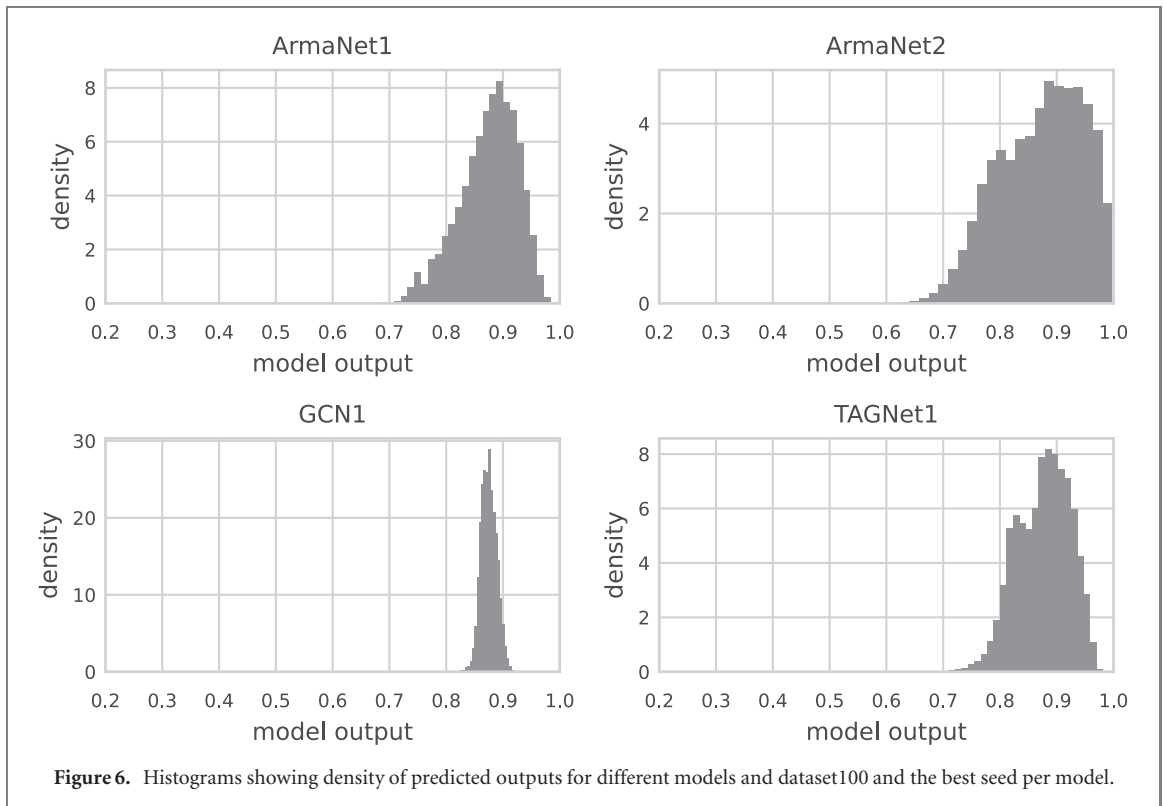 ArmaNet1
density
8
6
4
2
0
0.2 0.3 0.4 0.5 0.6 0.7 0.8 0.9 1.0
model output
ArmaNet2
density
4
2
0
0.2 0.3 0.4 0.5 0.6 0.7 0.8 0.9 1.0
model output
GCN1
density
30
20
10
0
0.2 0.3 0.4 0.5 0.6 0.7 0.8 0.9 1.0
model output
TAGNet1
density
8
6
4
2
0
0.2 0.3 0.4 0.5 0.6 0.7 0.8 0.9 1.0
model output
Figure 6. Histograms showing density of predicted outputs for different models and dataset100 and the best seed per model.